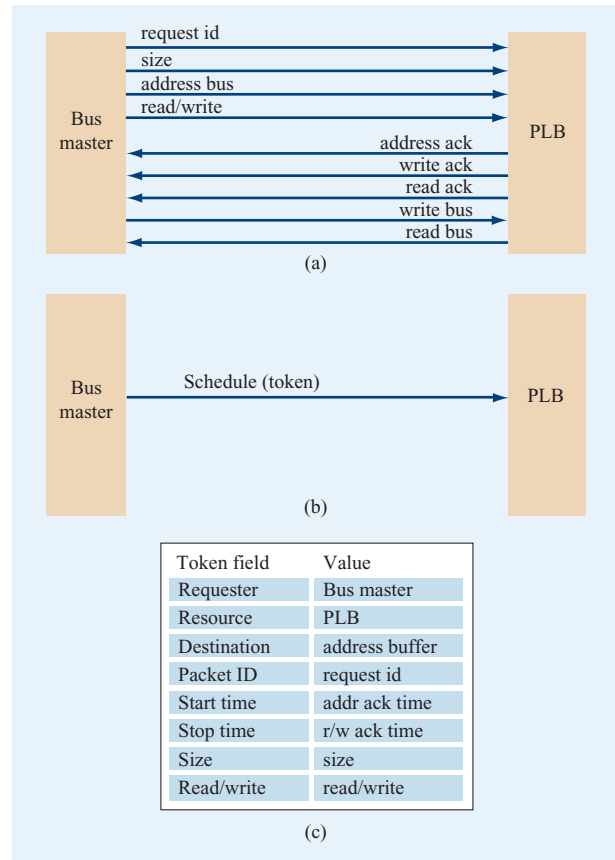 request id
size
address bus
read/write
Bus
master
PLB
address ack
write ack
read ack
write bus
read bus
(a)
Bus
master
Schedule (token)
PLB
(b)
Token field Value
Requester Bus master
Resource PLB
Destination address buffer
Packet ID request id
Start time addr ack time
Stop time r/w ack time
Size size
Read/write read/write
(c)